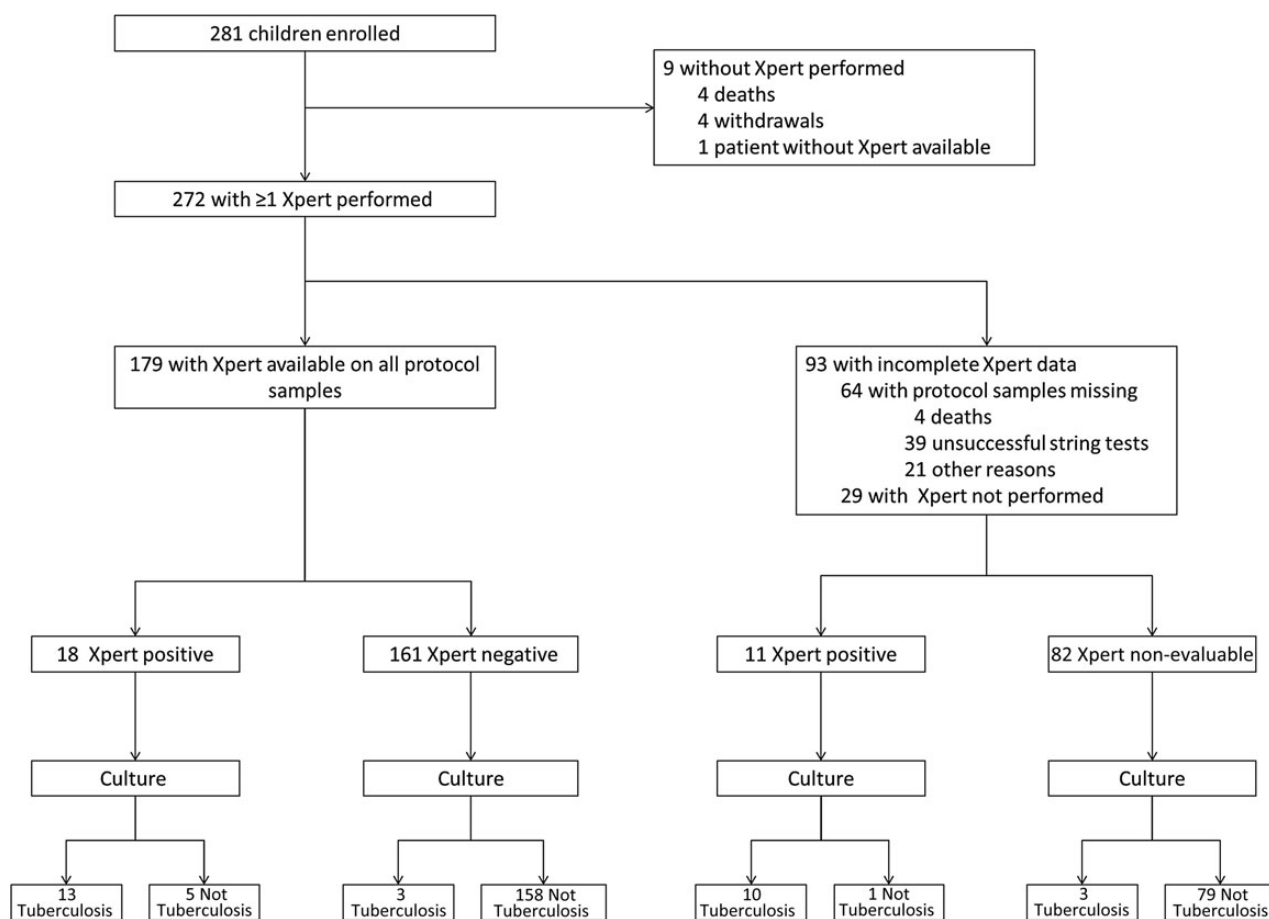 281 children enrolled
9 without Xpert performed
4 deaths
4 withdrawals
1 patient without Xpert available
272 with ≥1 Xpert performed
179 with Xpert available on all protocol
samples
93 with incomplete Xpert data
64 with protocol samples missing
4 deaths
39 unsuccessful string tests
21 other reasons
29 with Xpert not performed
18 Xpert positive
161 Xpert negative
11 Xpert positive
82 Xpert non-evaluable
Culture
Culture
Culture
Culture
13
Tuberculosis
5 Not
Tuberculosis
3
Tuberculosis
158 Not
Tuberculosis
10
Tuberculosis
1 Not
Tuberculosis
3
Tuberculosis
79 Not
Tuberculosis